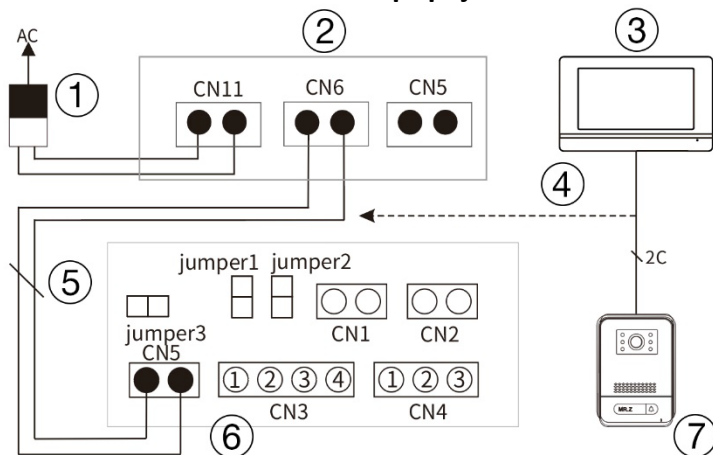 AC
①
②
③
CN11
CN6
CN5
④
2C
⑤
jumper1
jumper2
jumper3
CN1
CN2
CN5
① ② ③ ④
① ② ③
CN3
CN4
MR.Z
⑥
⑦